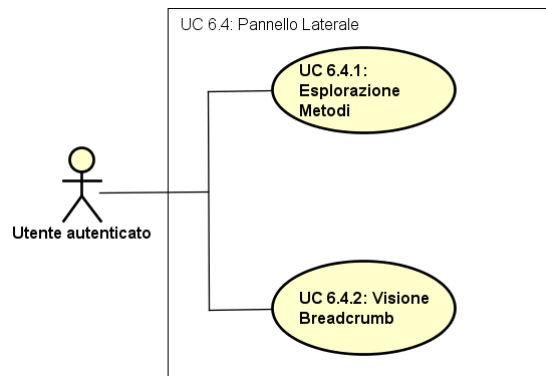 UC 6.4: Pannello Laterale
UC 6.4.1:
Esplorazione
Metodi
Utente autenticato
UC 6.4.2: Visione
Breadcrumb